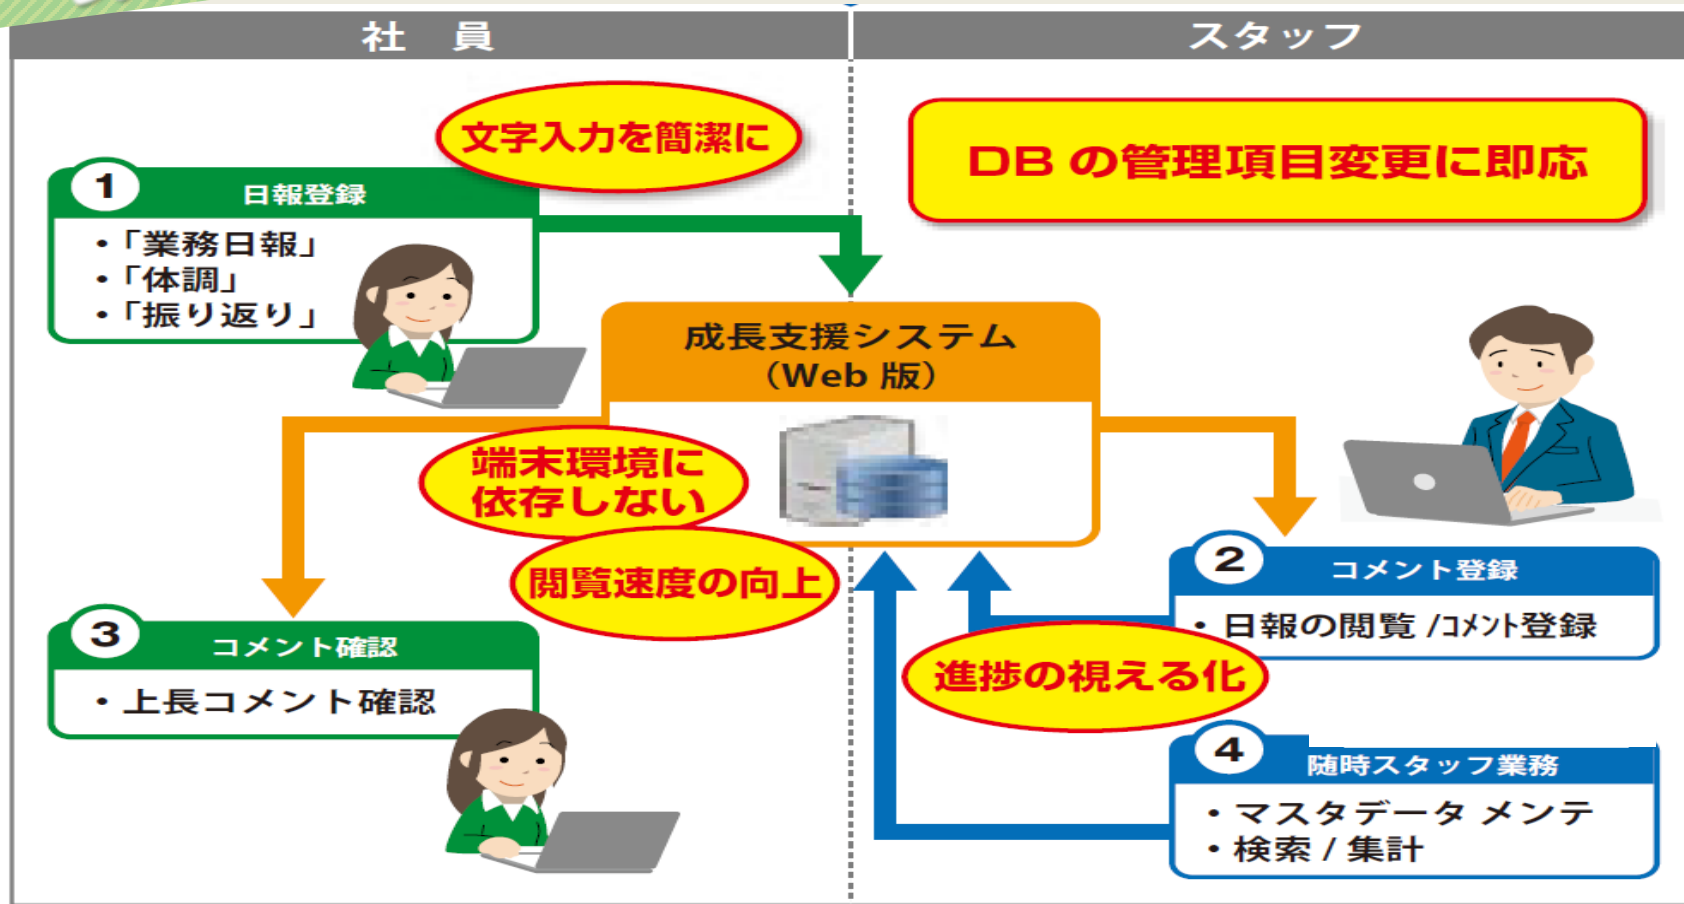 社 員
スタッフ
文字入力を簡潔に
DB の管理項目変更に即応
1
日報登録
・「業務日報」
・「体調」
・「振り返り」
成長支援システム
(Web 版)
端末環境に
依存しない
閲覧速度の向上
2
コメント登録
・日報の閲覧 /コメント登録
3
コメント確認
・上長コメント確認
進捗の視える化
4
随時スタッフ業務
・マスタデータ メンテ
・検索 / 集計